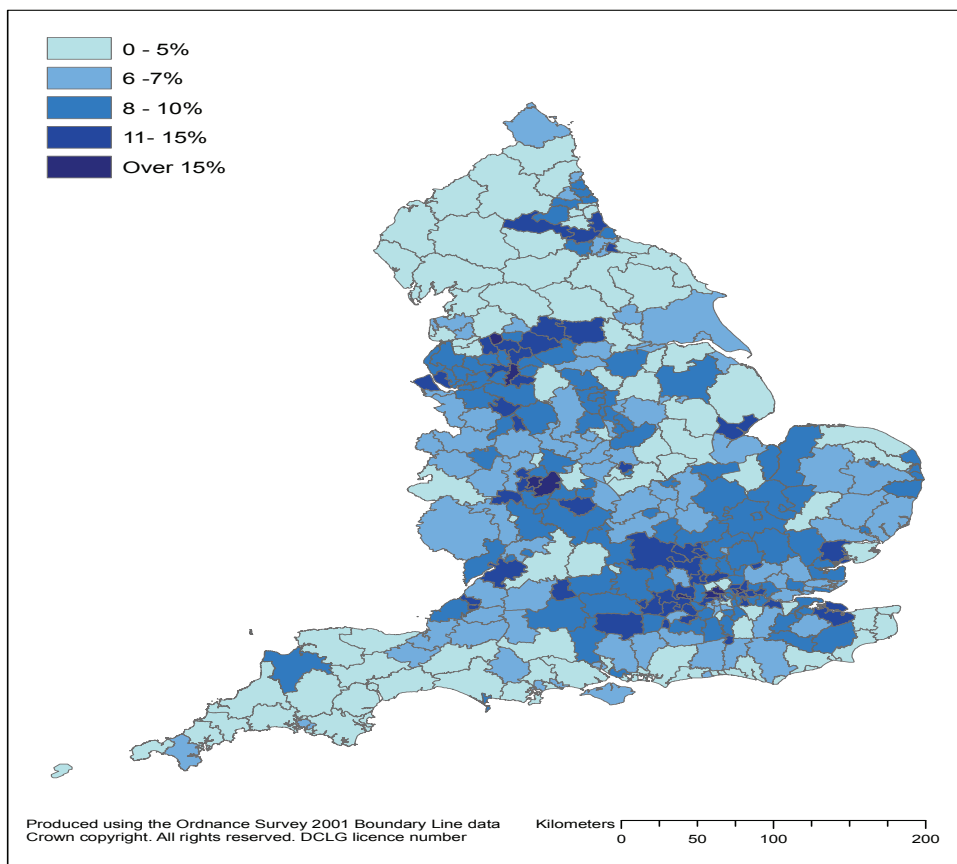 0 - 5%
6 -7%
8 - 10%
11- 15%
Over 15%
Produced using the Ordnance Survey 2001 Boundary Line data
Crown copyright. All rights reserved. DCLG licence number
Kilometers
0 50 100 200